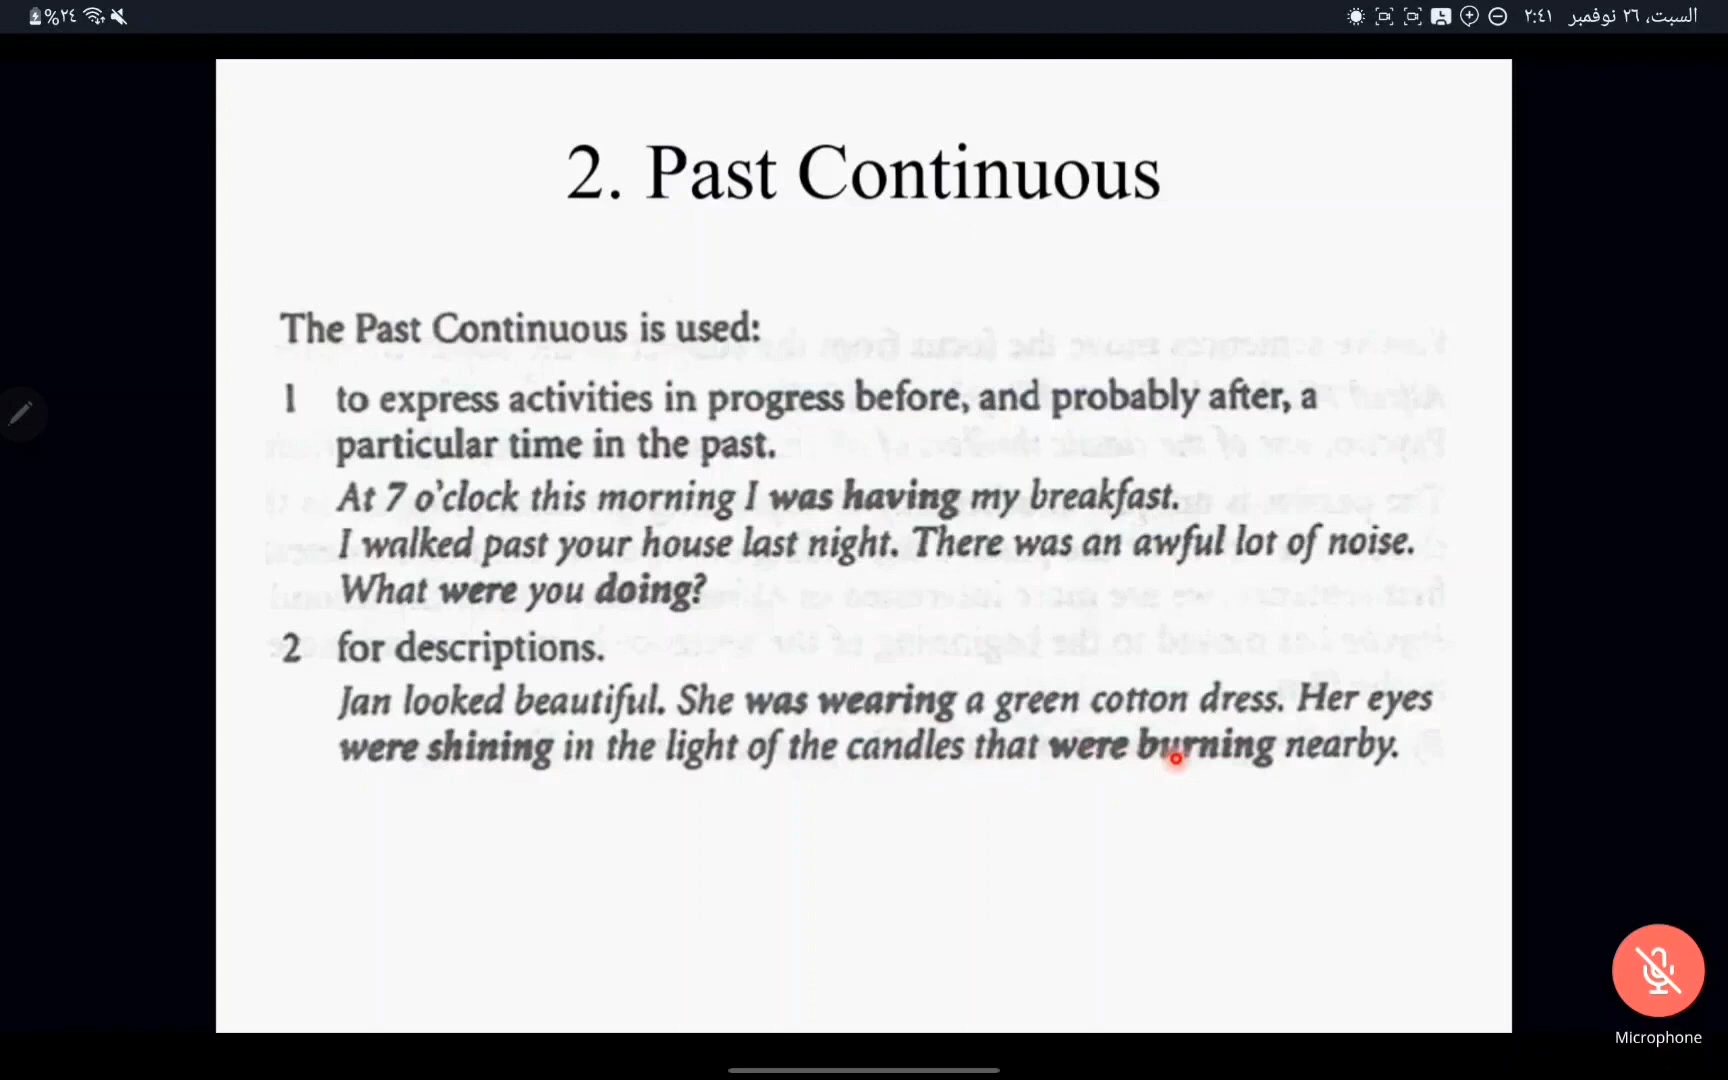 %٢٤
السبت، ٢٦ نوفمبر ٢:٤١
2. Past Continuous
The Past Continuous is used:
1 to express activities in progress before, and probably after, a
particular time in the past.
At 7 o'clock this morning I was having my breakfast.
I walked past your house last night. There was an awful lot of noise.
What were you doing?
2 for descriptions.
Jan looked beautiful. She was wearing a green cotton dress. Her eyes
were shining in the light of the candles that were burning nearby.
Microphone